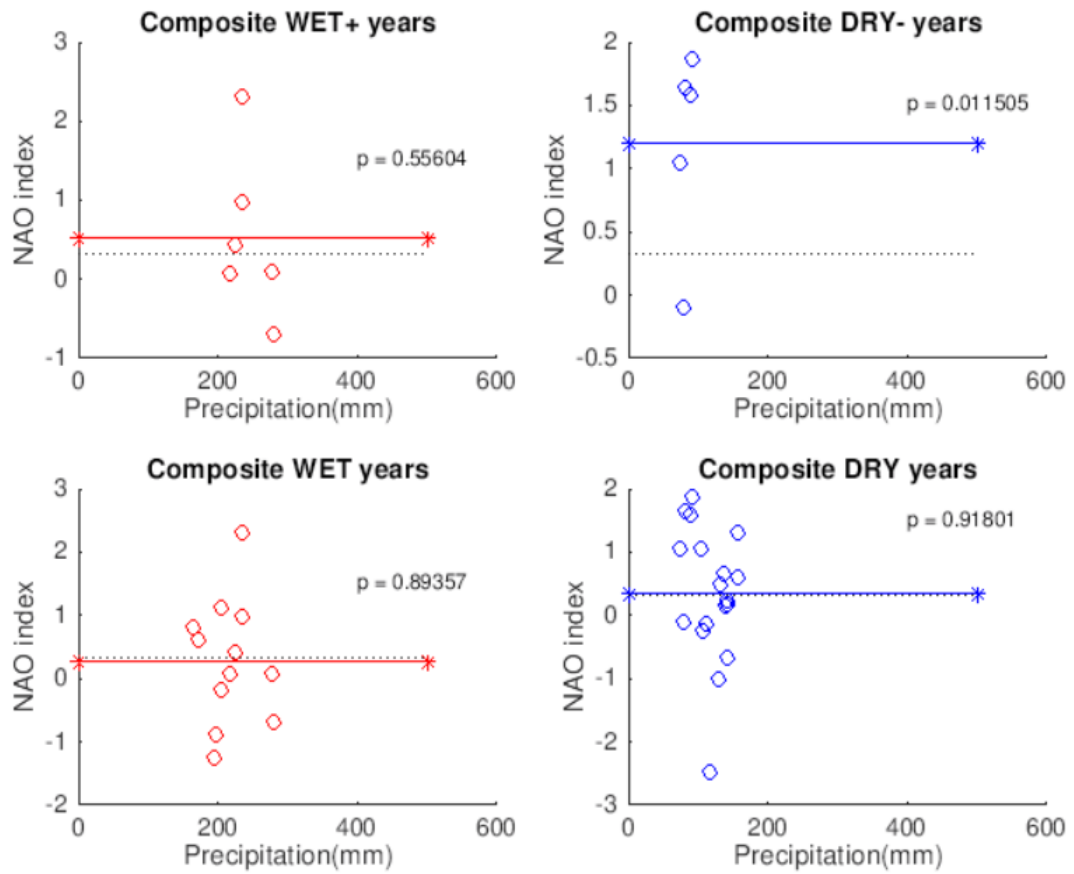 Composite WET+ years
3
2
1
0
-1
NAO index
p = 0.55604
0 200 400 600
Precipitation(mm)
Composite DRY- years
2
1.5
1
0.5
0
-0.5
NAO index
p = 0.011505
0 200 400 600
Precipitation(mm)
Composite WET years
3
2
1
0
-1
-2
NAO index
p = 0.89357
0 200 400 600
Precipitation(mm)
Composite DRY years
2
1
0
-1
-2
-3
NAO index
p = 0.91801
0 200 400 600
Precipitation(mm)